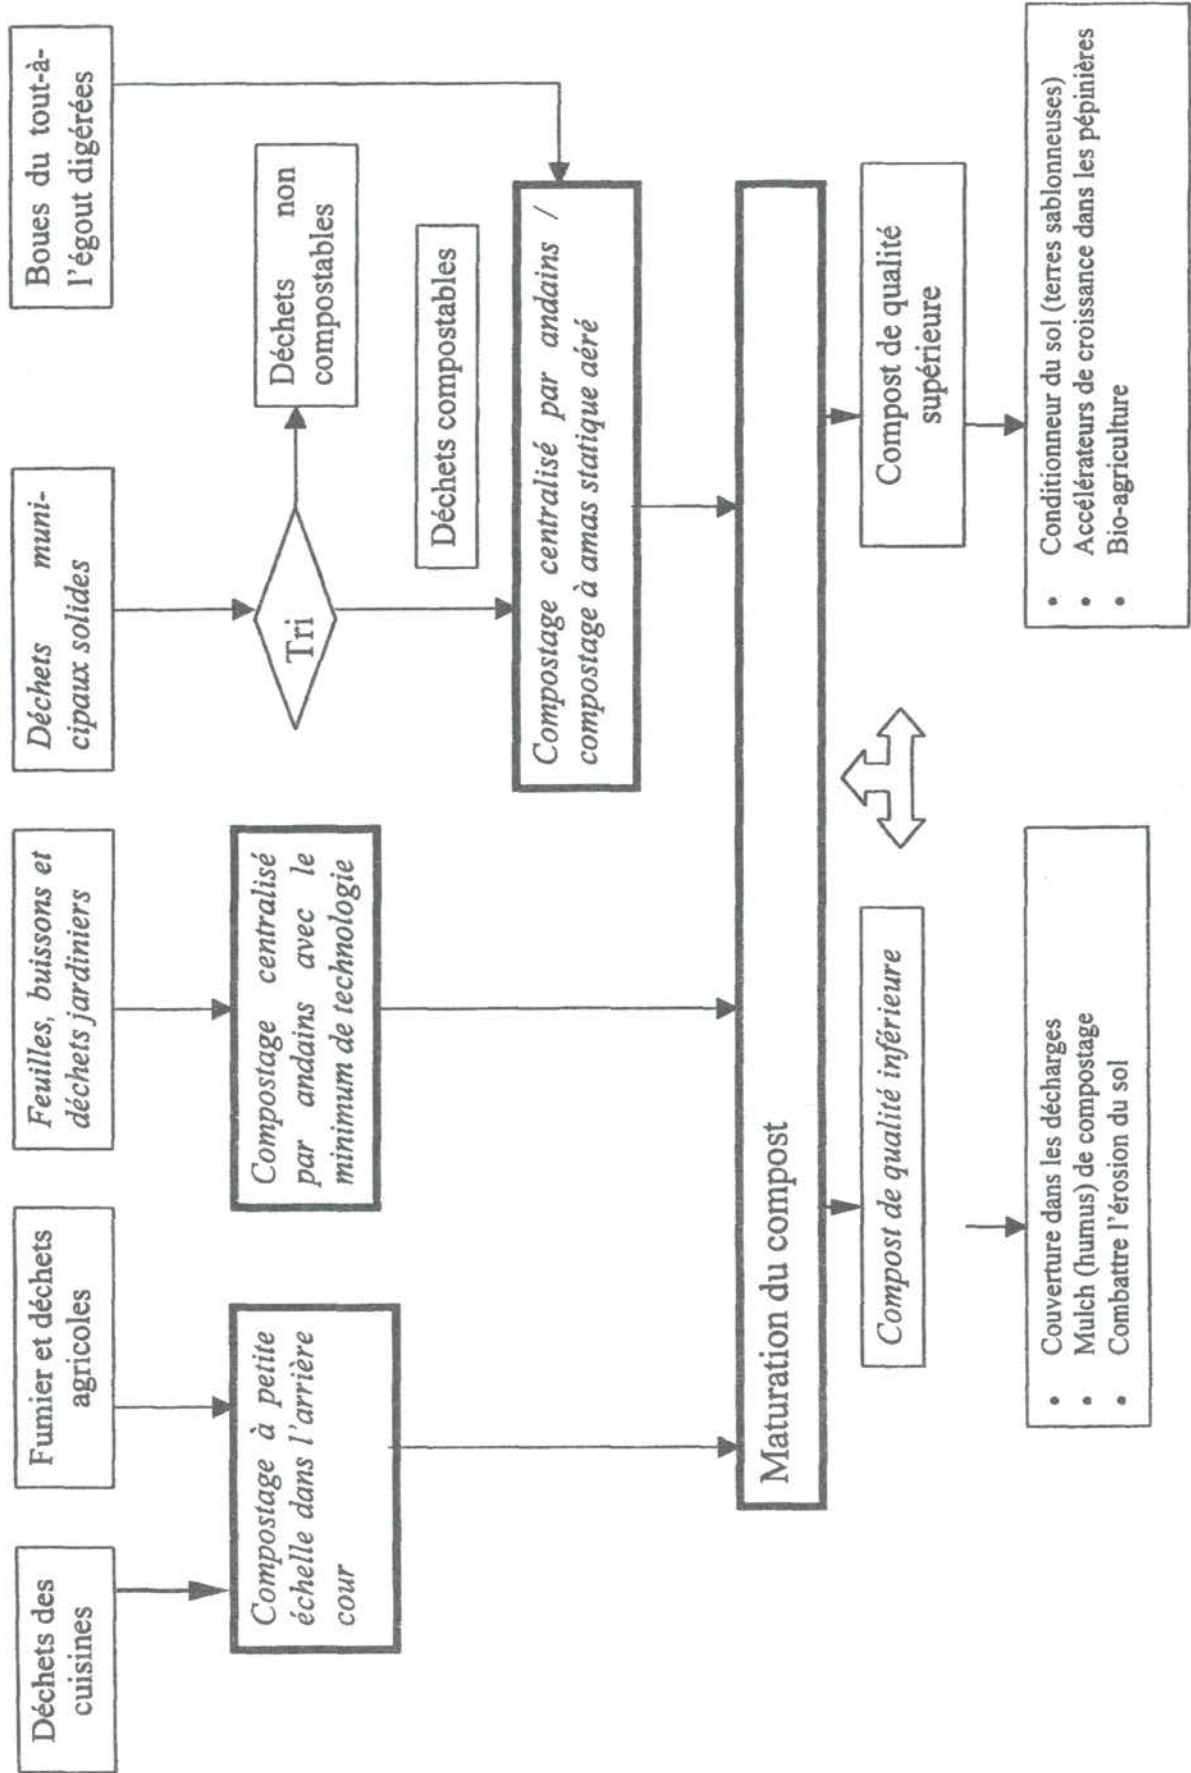 Déchets des
cuisines
Fumier et déchets
agricoles
Feuilles, buissons et
déchets jardiniers
Déchets muni-
cipaux solides
Boues du tout-à-
l'égout digérées
Compostage à petite
échelle dans l'arrière
cour
Compostage centralisé
par andains avec le
minimum de technologie
Tri
Déchets non
compostables
Déchets compostables
Compostage centralisé par andains /
compostage à amas statique aéré
Maturation du compost
Compost de qualité inférieure
Compost de qualité
supérieure
• Couverture dans les décharges
• Mulch (humus) de compostage
• Combattre l'érosion du sol
• Conditionneur du sol (terres sablonneuses)
• Accélérateurs de croissance dans les pépinières
• Bio-agriculture